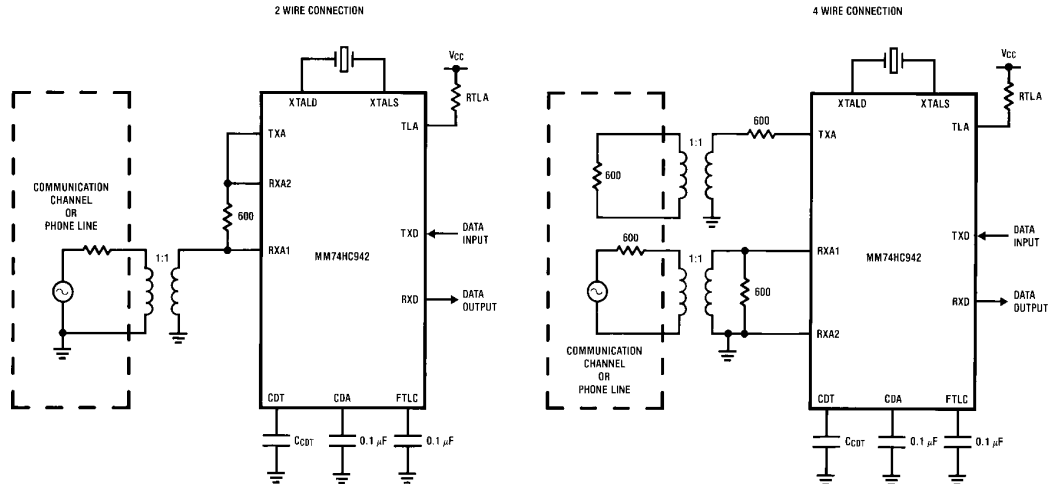 2 WIRE CONNECTION
XTALD XTALS
VCC
RTLA
TLA
TXA
RXA2
600
RXA1
COMMUNICATION
CHANNEL
OR
PHONE LINE
1:1
TXD
DATA
INPUT
MM74HC942
RXD
DATA
OUTPUT
CDT CDA FTLC
CCDT
0.1 µF
0.1 µF
4 WIRE CONNECTION
XTALD XTALS
VCC
RTLA
TLA
TXA
600
1:1
600
600
1:1
RXA1
600
RXA2
COMMUNICATION
CHANNEL
OR
PHONE LINE
TXD
DATA
INPUT
MM74HC942
RXD
DATA
OUTPUT
CDT CDA FTLC
CCDT
0.1 µF
0.1 µF